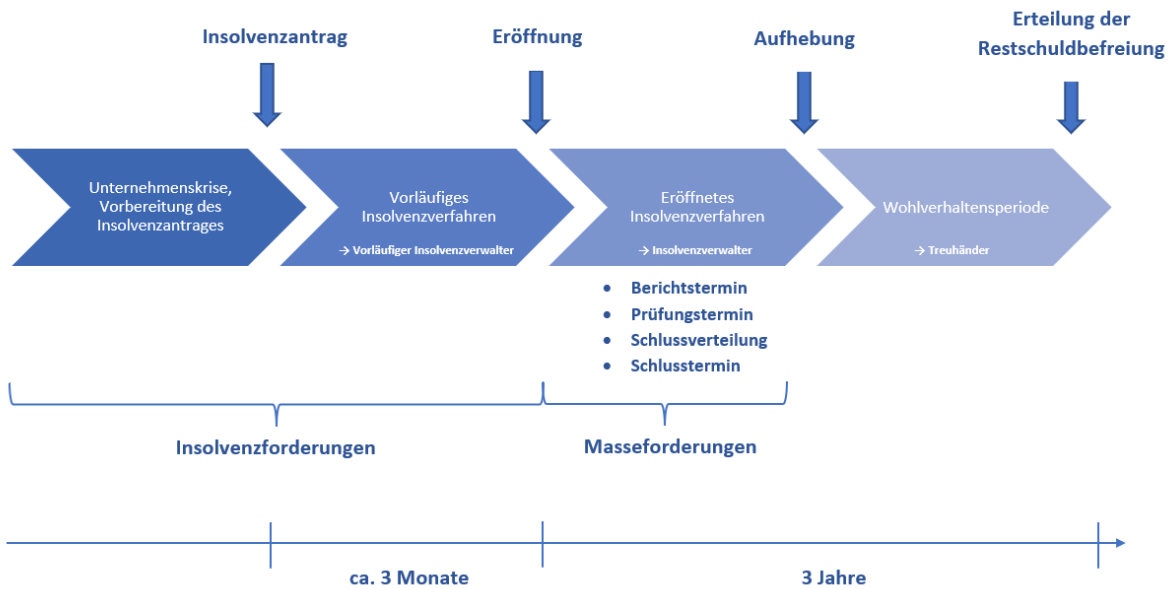 Insolvenzantrag
Eröffnung
Aufhebung
Erteilung der
Restschuldbefreiung
Unternehmenskrise,
Vorbereitung des
Insolvenzantrages
Vorläufiges
Insolvenzverfahren
→ Vorläufiger Insolvenzverwalter
Eröffnetes
Insolvenzverfahren
→ Insolvenzverwalter
Wohlverhaltensperiode
→ Treuhänder
• Berichtstermin
• Prüfungstermin
• Schlussverteilung
• Schlusstermin
Insolvenzforderungen
Masseforderungen
ca. 3 Monate
3 Jahre